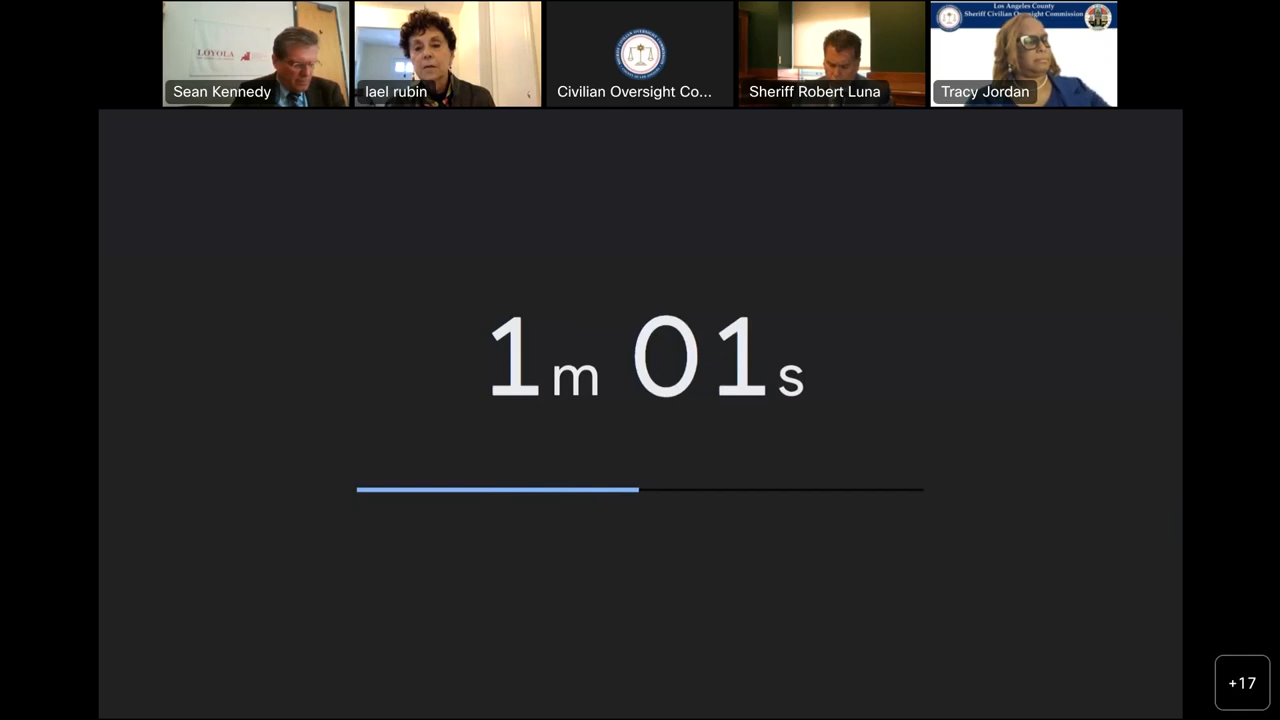 LOYOLA
Sean Kennedy
lael rubin
Civilian Oversight Co...
Sheriff Robert Luna
Los Angeles County
Sheriff Civilian Oversight Commission
Tracy Jordan
1m 01s
+17